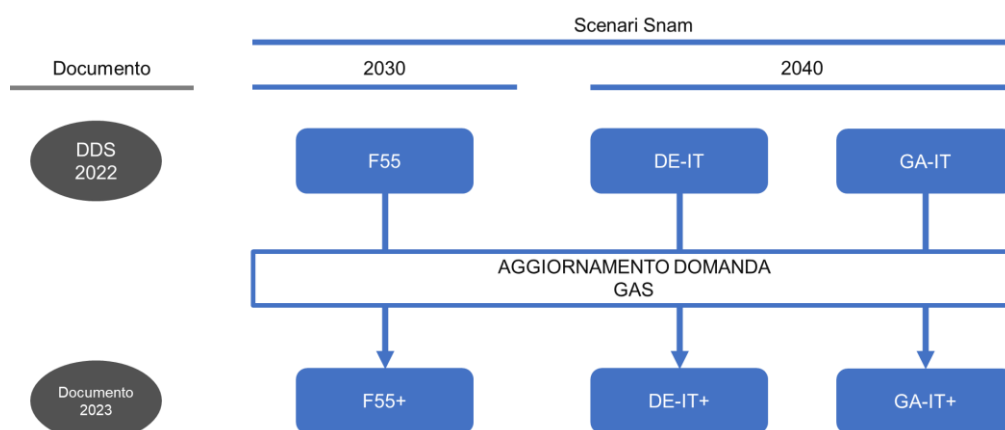 Scenari Snam
Documento
2030
2040
DDS
2022
F55
DE-IT
GA-IT
AGGIORNAMENTO DOMANDA
GAS
Documento
2023
F55+
DE-IT+
GA-IT+